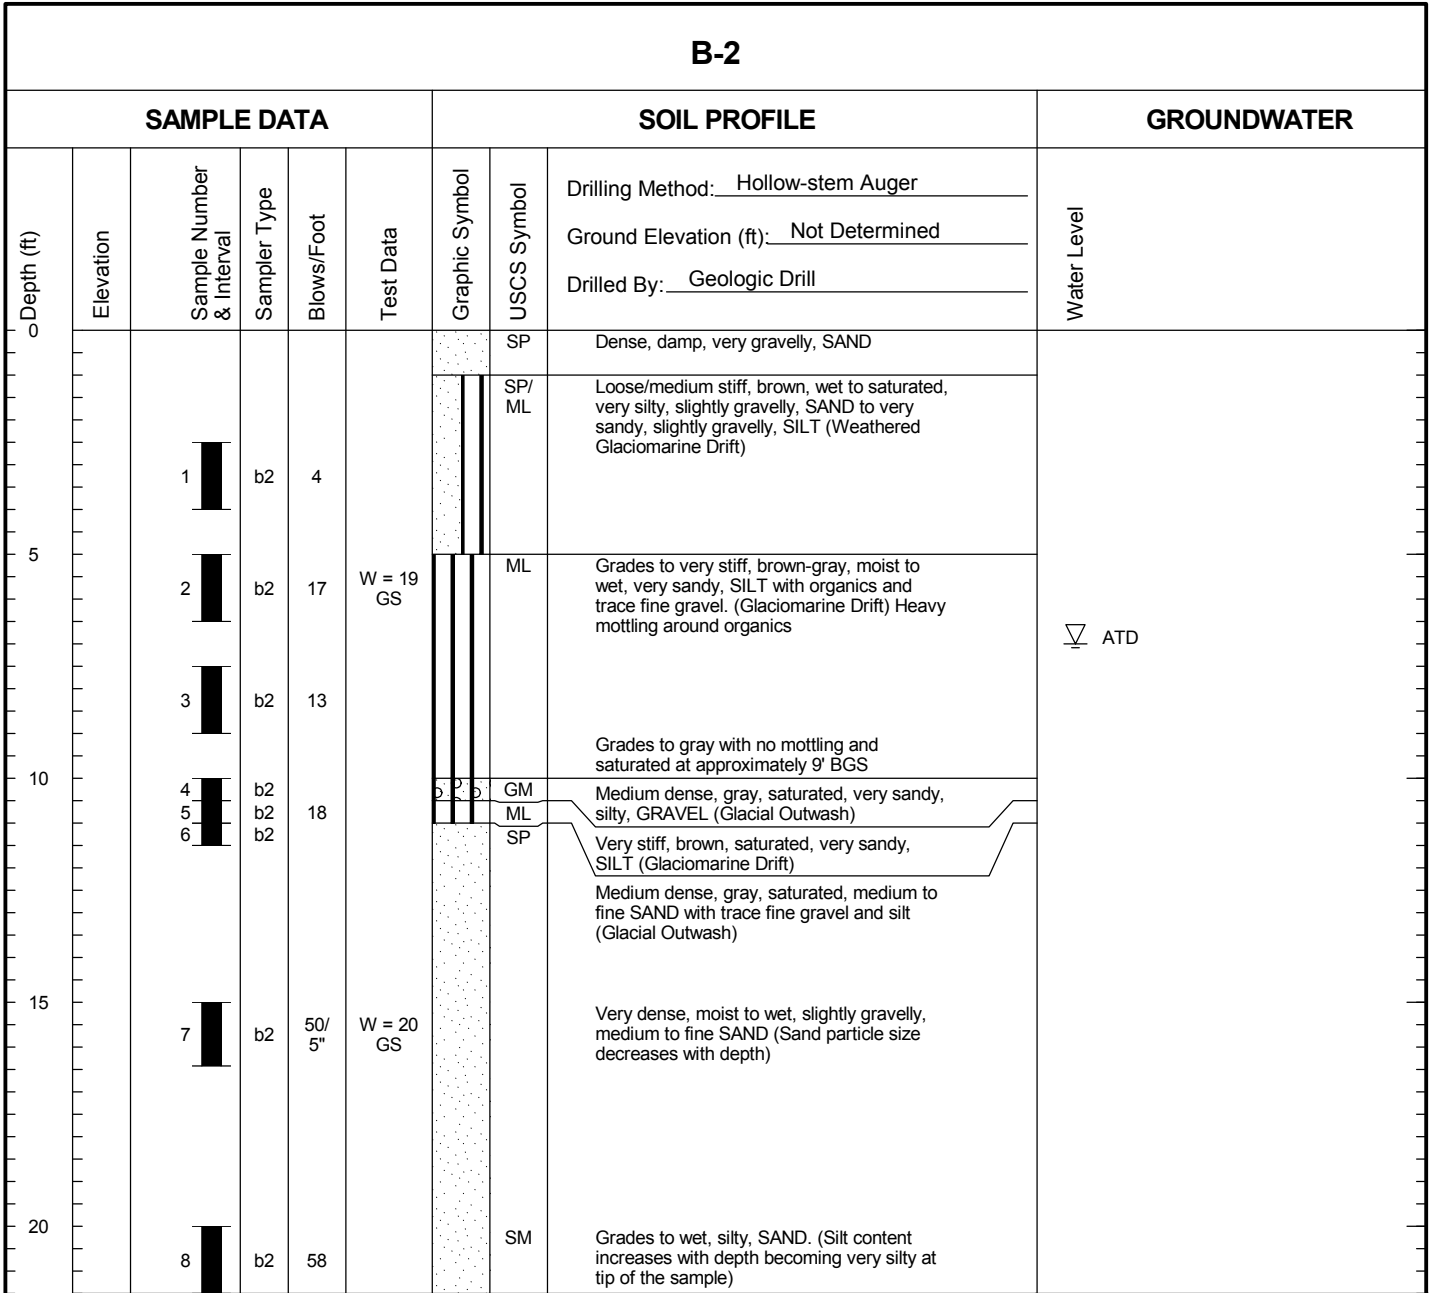 B-2
SAMPLE DATA
SOIL PROFILE
GROUNDWATER
Depth (ft)
Elevation
Sample Number
& Interval
Sampler Type
Blows/Foot
Test Data
Graphic Symbol
USCS Symbol
Drilling Method: Hollow-stem Auger
Ground Elevation (ft): Not Determined
Drilled By: Geologic Drill
Water Level
0
SP
Dense, damp, very gravelly, SAND
SP/
ML
Loose/medium stiff, brown, wet to saturated,
very silty, slightly gravelly, SAND to very
sandy, slightly gravelly, SILT (Weathered
Glaciomarine Drift)
1
b2
4
5
2
b2
17
W = 19
GS
ML
Grades to very stiff, brown-gray, moist to
wet, very sandy, SILT with organics and
trace fine gravel. (Glaciomarine Drift) Heavy
mottling around organics
ATD
3
b2
13
Grades to gray with no mottling and
saturated at approximately 9' BGS
10
4
b2
5
b2
18
6
b2
GM
Medium dense, gray, saturated, very sandy,
silty, GRAVEL (Glacial Outwash)
ML
Very stiff, brown, saturated, very sandy,
SILT (Glaciomarine Drift)
SP
Medium dense, gray, saturated, medium to
fine SAND with trace fine gravel and silt
(Glacial Outwash)
15
7
b2
50/
5"
W = 20
GS
Very dense, moist to wet, slightly gravelly,
medium to fine SAND (Sand particle size
decreases with depth)
20
8
b2
58
SM
Grades to wet, silty, SAND. (Silt content
increases with depth becoming very silty at
tip of the sample)